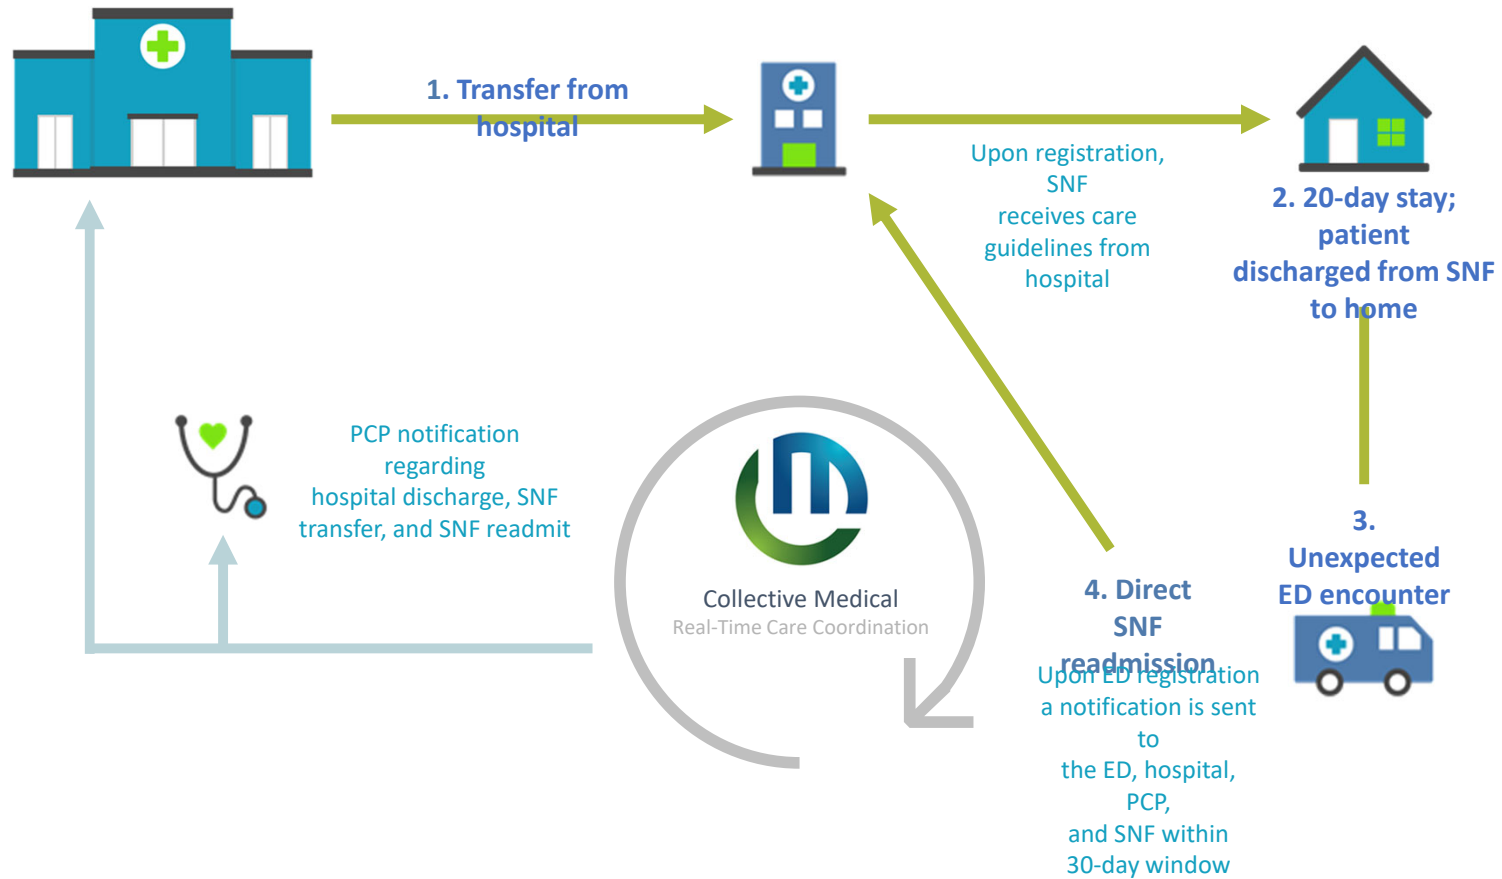 1. Transfer from
hospital
Upon registration,
SNF
receives care
guidelines from
hospital
2. 20-day stay;
patient
discharged from SNF
to home
PCP notification
regarding
hospital discharge, SNF
transfer, and SNF readmit
Collective Medical
Real-Time Care Coordination
3.
Unexpected
ED encounter
4. Direct
SNF
readmission
Upon ED registration
a notification is sent
to
the ED, hospital,
PCP,
and SNF within
30-day window